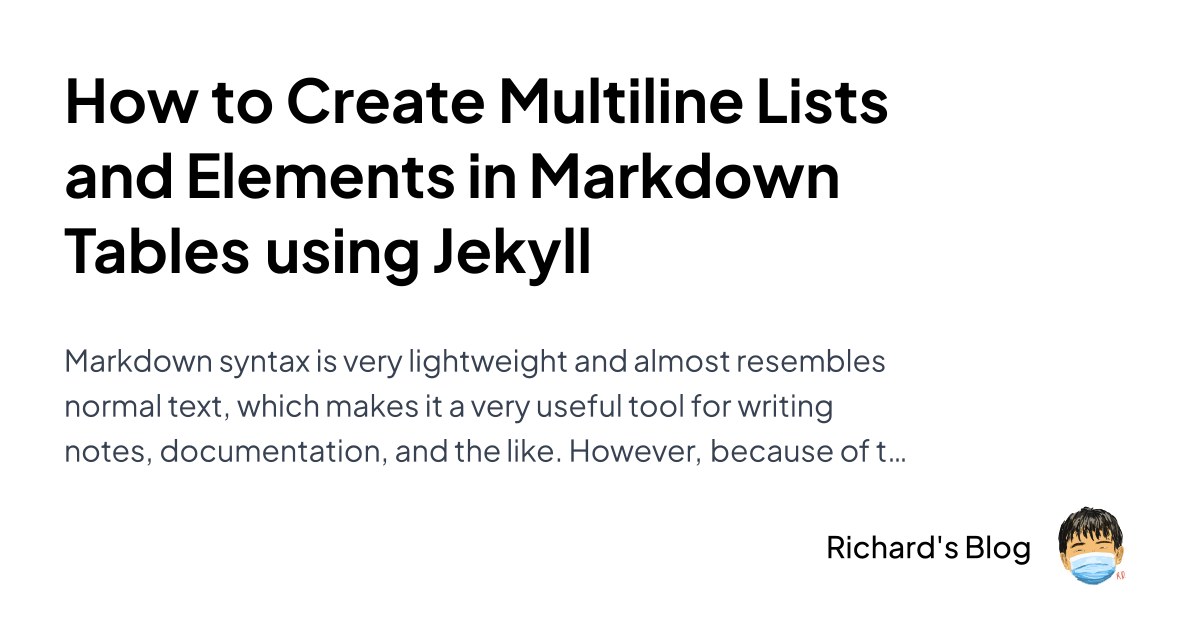 How to Create Multiline Lists
and Elements in Markdown
Tables using Jekyll
Markdown syntax is very lightweight and almost resembles
normal text, which makes it a very useful tool for writing
notes, documentation, and the like. However, because of t...
Richard's Blog
RD